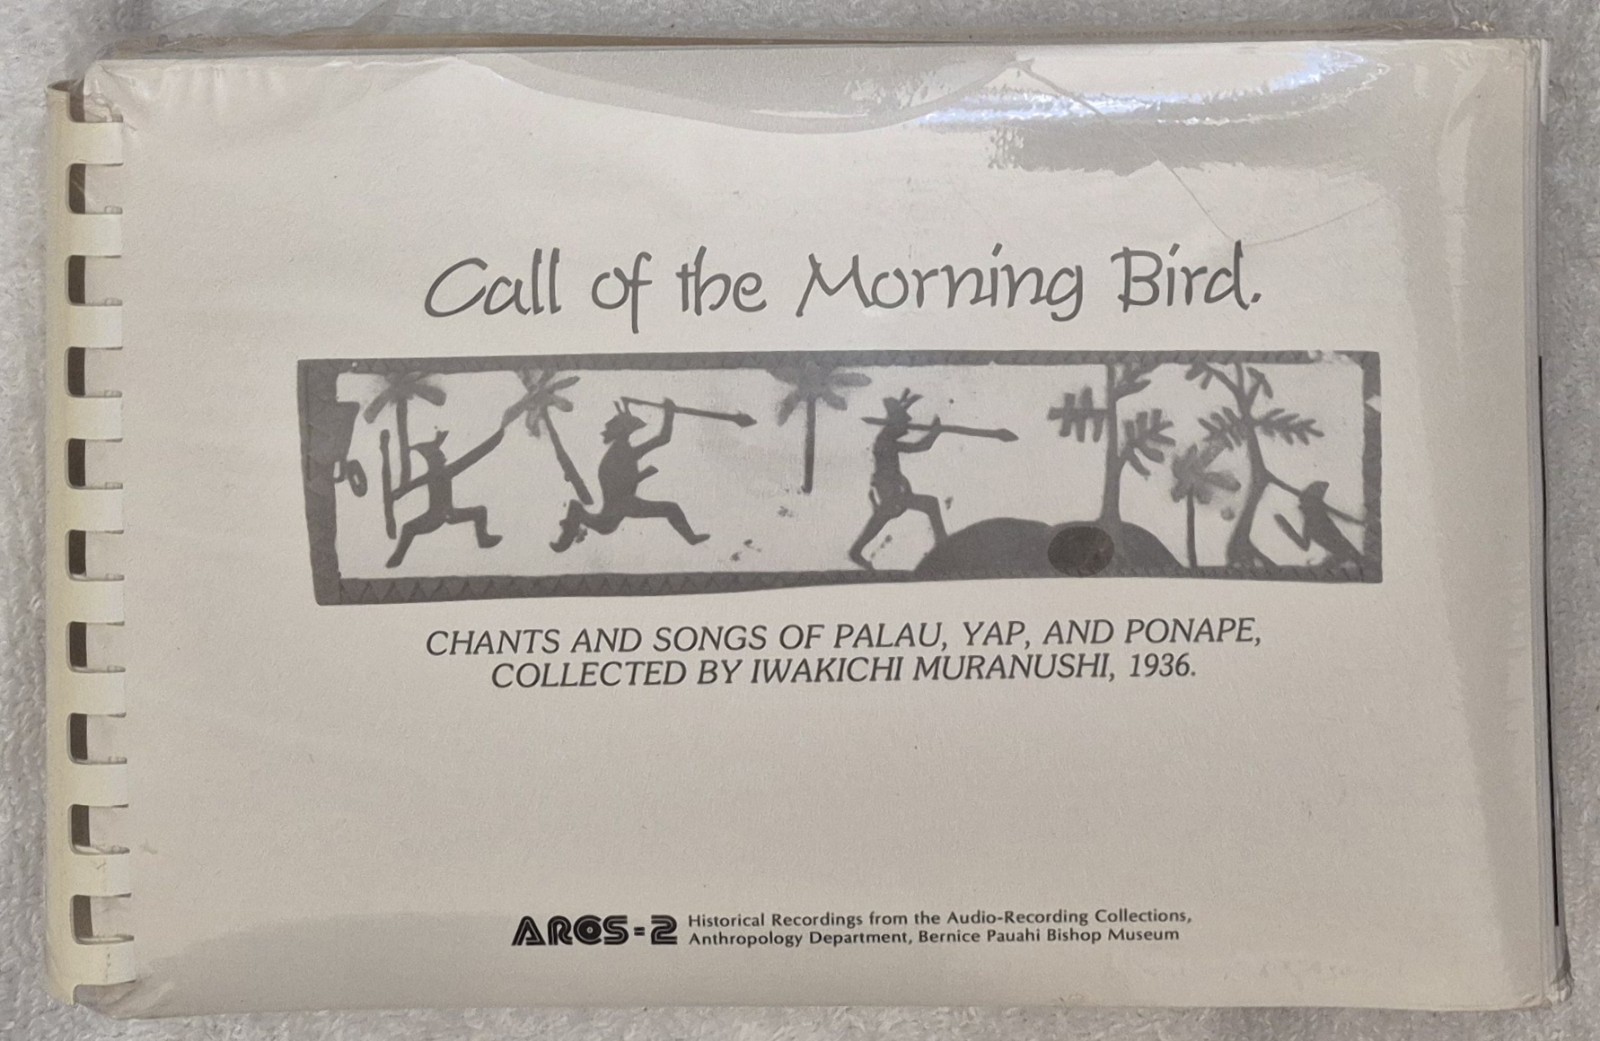 Call of the Morning Bird.
CHANTS AND SONGS OF PALAU, YAP, AND PONAPE,
COLLECTED BY IWAKICHI MURANUSHI, 1936.
ARCS-2 Historical Recordings from the Audio-Recording Collections,
Anthropology Department, Bernice Pauahi Bishop Museum